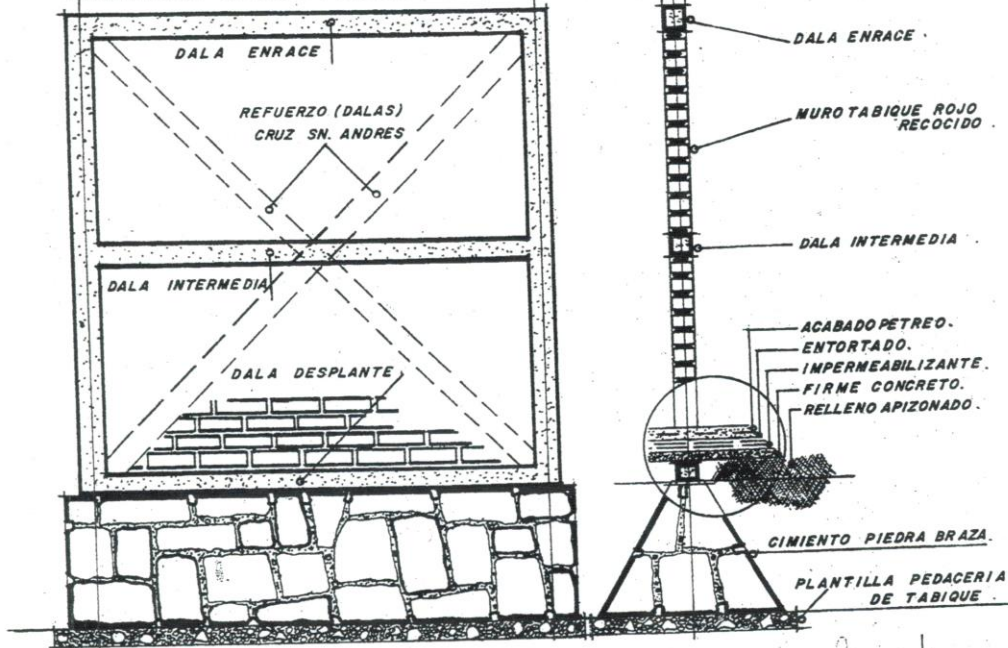 DALA ENRACE
REFUERZO (DALAS)
CRUZ SN. ANDRES
DALA INTERMEDIA
DALA DESPLANTE
DALA ENRACE.
MURO TABIQUE ROJO
RECOCIDO.
DALA INTERMEDIA
ACABADO PETREO.
ENTORTADO.
IMPERMEABILIZANTE.
FIRME CONCRETO.
RELLENO APIZONADO.
CIMIENTO PIEDRA BRAZA.
PLANTILLA PEDACERIA
DE TABIQUE.